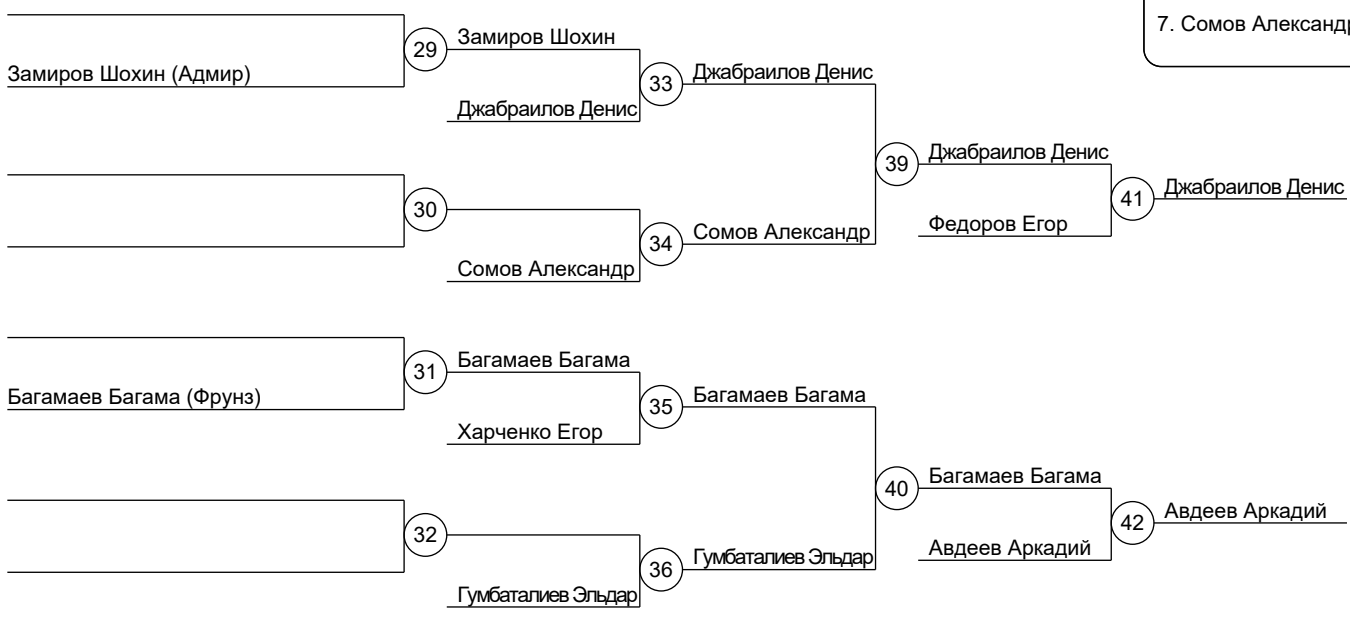 7. Сомов Александр
29
Замиров Шохин
Замиров Шохин (Адмир)
33
Джабраилов Денис
Джабраилов Денис
39
Джабраилов Денис
41
Джабраилов Денис
30
Федоров Егор
34
Сомов Александр
Сомов Александр
31
Багамаев Багама
Багамаев Багама (Фрунз)
35
Багамаев Багама
Харченко Егор
40
Багамаев Багама
42
Авдеев Аркадий
32
Авдеев Аркадий
36
Гумбаталиев Эльдар
Гумбаталиев Эльдар